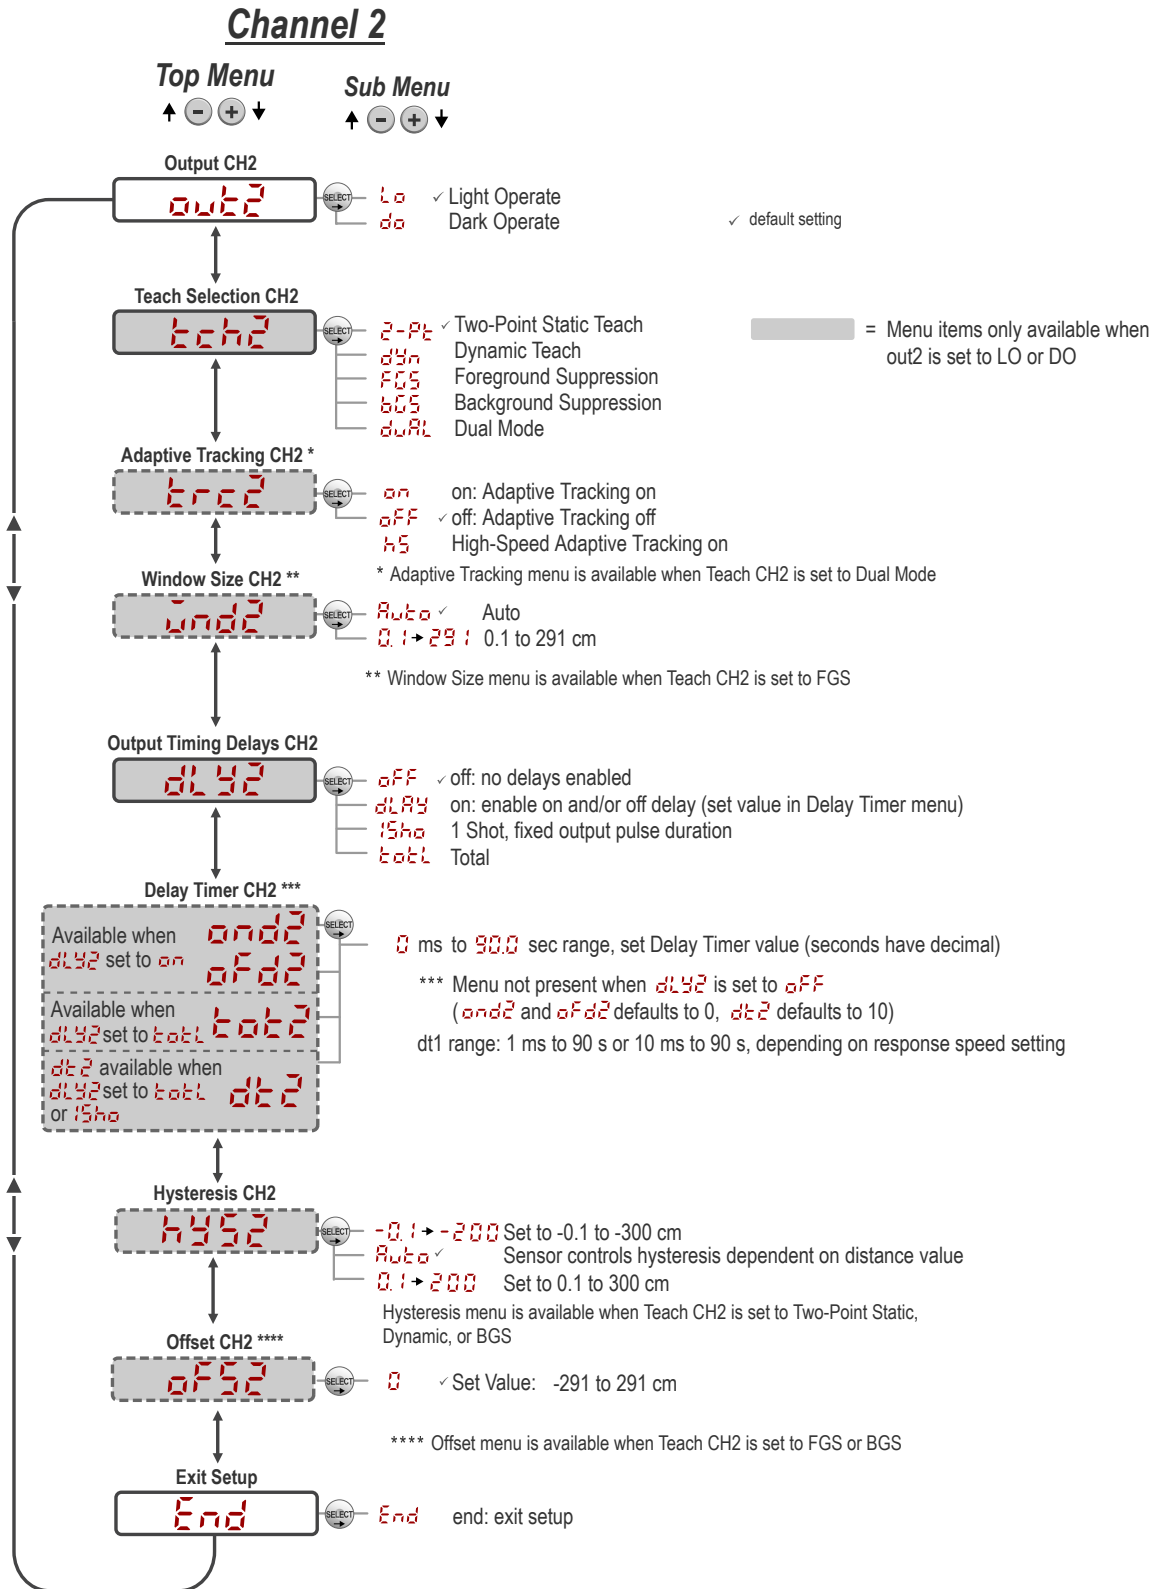 Channel 2
Top Menu
Sub Menu
- +
- +
Output CH2
out2
SELECT
Lo ✓ Light Operate
do Dark Operate
✓ default setting
Teach Selection CH2
tch2
SELECT
2-Pt ✓ Two-Point Static Teach
dYn Dynamic Teach
FGS Foreground Suppression
bGS Background Suppression
duAL Dual Mode
= Menu items only available when
out2 is set to LO or DO
Adaptive Tracking CH2 *
trc2
SELECT
on on: Adaptive Tracking on
oFF ✓ off: Adaptive Tracking off
hS High-Speed Adaptive Tracking on
* Adaptive Tracking menu is available when Teach CH2 is set to Dual Mode
Window Size CH2 **
wnd2
SELECT
Auto ✓ Auto
0.1 → 291 0.1 to 291 cm
** Window Size menu is available when Teach CH2 is set to FGS
Output Timing Delays CH2
dLY2
SELECT
oFF ✓ off: no delays enabled
dLAY on: enable on and/or off delay (set value in Delay Timer menu)
1Sho 1 Shot, fixed output pulse duration
totL Total
Delay Timer CH2 ***
Available when
dLY2 set to on
ond2
oFd2
SELECT
Available when
dLY2 set to totL
tot2
dt2 available when
dLY2 set to totL
or 1Sho
dt2
0 ms to 90.0 sec range, set Delay Timer value (seconds have decimal)
*** Menu not present when dLY2 is set to oFF
(ond2 and oFd2 defaults to 0, dt2 defaults to 10)
dt1 range: 1 ms to 90 s or 10 ms to 90 s, depending on response speed setting
Hysteresis CH2
hYS2
SELECT
-0.1 → -200 Set to -0.1 to -300 cm
Auto ✓ Sensor controls hysteresis dependent on distance value
0.1 → 200 Set to 0.1 to 300 cm
Hysteresis menu is available when Teach CH2 is set to Two-Point Static,
Dynamic, or BGS
Offset CH2 ****
oFS2
SELECT
0 ✓ Set Value: -291 to 291 cm
**** Offset menu is available when Teach CH2 is set to FGS or BGS
Exit Setup
End
SELECT
End end: exit setup